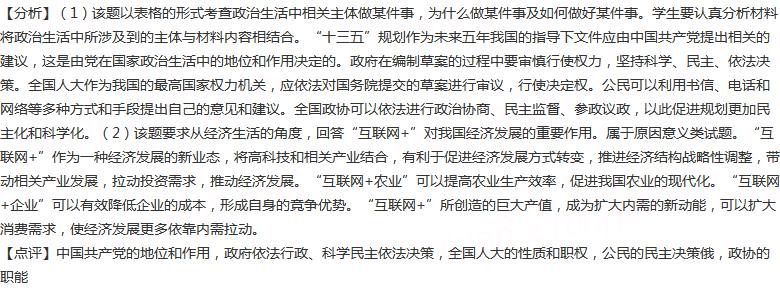 【分析】（1）该题以表格的形式考查政治生活中相关主体做某件事，为什么做某件事及如何做好某件事。学生要认真分析材料
料将政治生活中所涉及到的主体与材料内容相结合。“十三五”规划作为未来五年我国的指导下文件应由中国共产党提出相关的
建议，这是由党在国家政治生活中的地位和作用决定的。政府在编制草案的过程中要审慎行使权力，坚持科学、民主、依法决
策。全国人大作为我国的最高国家权力机关，应依法对国务院提交的草案进行审议，行使决定权。公民可以利用书信、电话和
网络等多种方式和手段提出自己的意见和建议。全国政协可以依法进行政治协商、民主监督、参政议政，以此促进规划更加民
主化和科学化。（2）该题要求从经济生活的角度，回答“互联网+”对我国经济发展的重要作用。属于原因意义类试题。“互
联网+”作为一种经济发展的新业态，将高科技和相关产业结合，有利于促进经济发展方式转变，推进经济结构战略性调整，带
动相关产业发展，拉动投资需求，推动经济发展。“互联网+农业”可以提高农业生产效率，促进我国农业的现代化。“互联网
+企业”可以有效降低企业的成本，形成自身的竞争优势。“互联网+”所创造的巨大产值，成为扩大内需的新动能，可以扩大
消费需求，使经济发展更多依靠内需拉动。
【点评】中国共产党的地位和作用，政府依法行政、科学民主依法决策，全国人大的性质和职权，公民的民主决策俄，政协的
职能